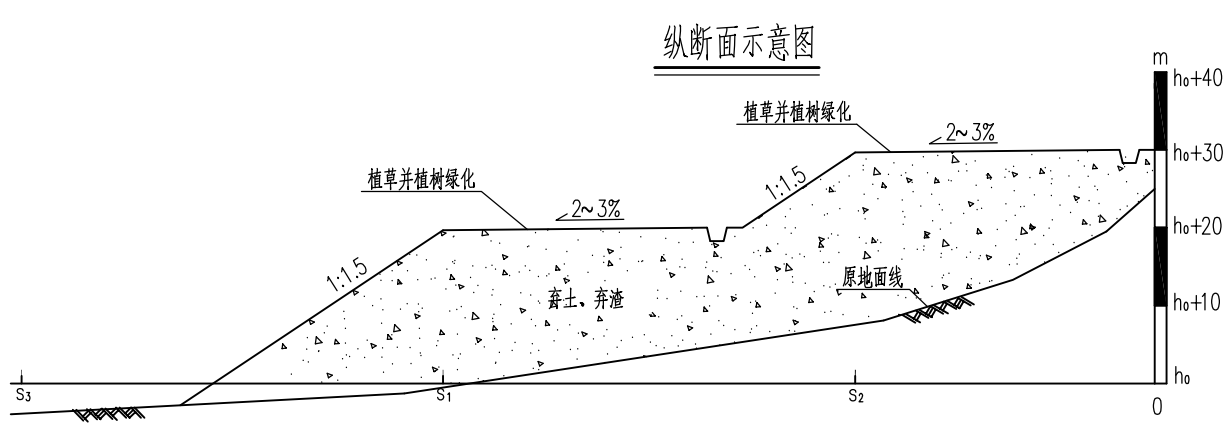 纵断面示意图
m
h₀+40
植草并植树绿化
2~3%
h₀+30
1:1.5
植草并植树绿化
2~3%
h₀+20
1:1.5
原地面线
弃土、弃渣
h₀+10
h₀
S₃
S₁
S₂
0